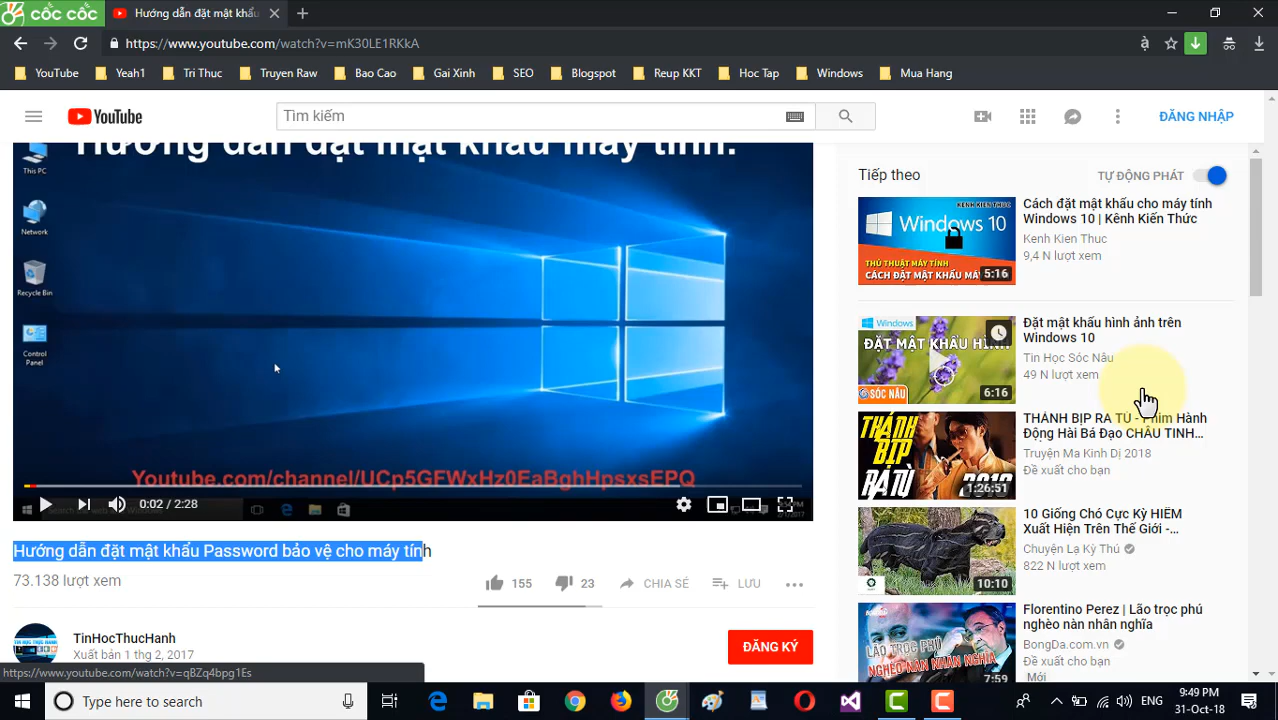 cốc cốc
Hướng dẫn đặt mật khẩu
https://www.youtube.com/watch?v=mK30LE1RKkA
YouTube
Yeah1
Tri Thuc
Truyen Raw
Bao Cao
Gai Xinh
SEO
Blogspot
Reup KKT
Hoc Tap
Windows
Mua Hang
YouTube
Tìm kiếm
ĐĂNG NHẬP
Hướng dẫn đặt mật khẩu máy tính.
This PC
Network
Recycle Bin
Control
Panel
Youtube.com/channel/UCp5GFWxHz0EaBghHpsxsEPQ
0:02 / 2:28
Hướng dẫn đặt mật khẩu Password bảo vệ cho máy tính
73.138 lượt xem
155
23
CHIA SẺ
LƯU
TinHocThucHanh
Xuất bản 1 thg 2, 2017
ĐĂNG KÝ
https://www.youtube.com/watch?v=qBZq4bpg1Es
Tiếp theo
TỰ ĐỘNG PHÁT
KÊNH KIẾN THỨC
Windows 10
THỦ THUẬT MÁY TÍNH
CÁCH ĐẶT MẬT KHẨU MÁ
5:16
Cách đặt mật khẩu cho máy tính
Windows 10 | Kênh Kiến Thức
Kenh Kien Thuc
9,4 N lượt xem
Windows
ĐẶT MẬT KHẨU HÌNH
SÓC NÂU
6:16
Đặt mật khẩu hình ảnh trên
Windows 10
Tin Học Sóc Nâu
49 N lượt xem
THÁNH
BỊP
RA TÙ
1:26:51
THÁNH BỊP RA TÙ - Phim Hành
Động Hài Bá Đạo CHÂU TINH...
Truyện Ma Kinh Dị 2018
Đề xuất cho bạn
10:10
10 Giống Chó Cực Kỳ HIẾM
Xuất Hiện Trên Thế Giới -...
Chuyện Lạ Kỳ Thú
822 N lượt xem
LÃO TRỌC PHÚ
NGHÈO NÀN NHÂN NGHĨA
7:59
Florentino Perez | Lão trọc phú
nghèo nàn nhân nghĩa
BongDa.com.vn
Đề xuất cho bạn
Mới
Type here to search
ENG
9:49 PM
31-Oct-18